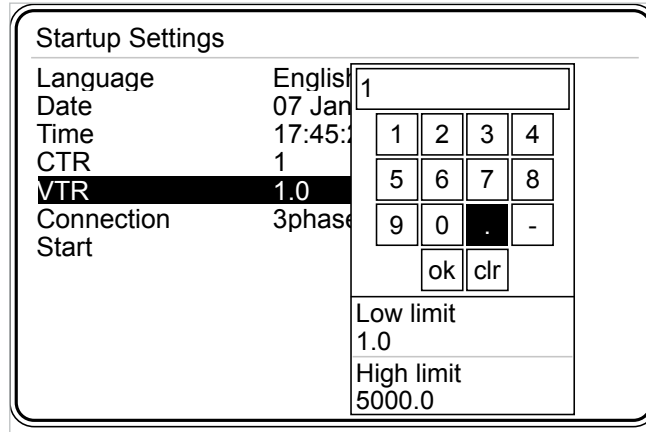 Startup Settings
Language English
Date 07 Jan
Time 17:45:
CTR 1
VTR 1.0
Connection 3phase
Start
1
1 2 3 4
5 6 7 8
9 0 . -
ok clr
Low limit
1.0
High limit
5000.0